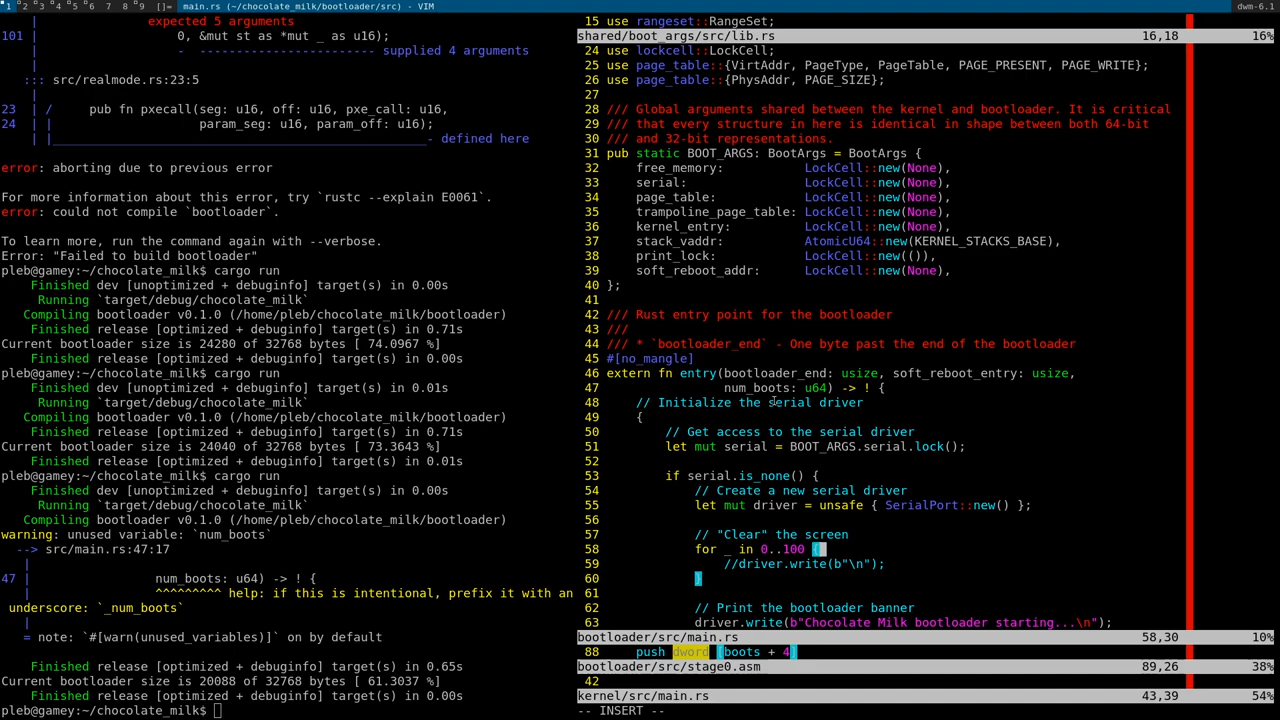 1 2 3 4 5 6 7 8 9 []= main.rs (~/chocolate_milk/bootloader/src) - VIM dwm-6.1
| expected 5 arguments
101 | 0, &mut st as *mut _ as u16);
| - ------------------------ supplied 4 arguments
|
::: src/realmode.rs:23:5
|
23 | / pub fn pxecall(seg: u16, off: u16, pxe_call: u16,
24 | | param_seg: u16, param_off: u16);
| |____________________________________________________- defined here
error: aborting due to previous error
For more information about this error, try `rustc --explain E0061`.
error: could not compile `bootloader`.
To learn more, run the command again with --verbose.
Error: "Failed to build bootloader"
pleb@gamey:~/chocolate_milk$ cargo run
Finished dev [unoptimized + debuginfo] target(s) in 0.00s
Running `target/debug/chocolate_milk`
Compiling bootloader v0.1.0 (/home/pleb/chocolate_milk/bootloader)
Finished release [optimized + debuginfo] target(s) in 0.71s
Current bootloader size is 24280 of 32768 bytes [ 74.0967 %]
Finished release [optimized + debuginfo] target(s) in 0.00s
pleb@gamey:~/chocolate_milk$ cargo run
Finished dev [unoptimized + debuginfo] target(s) in 0.01s
Running `target/debug/chocolate_milk`
Compiling bootloader v0.1.0 (/home/pleb/chocolate_milk/bootloader)
Finished release [optimized + debuginfo] target(s) in 0.71s
Current bootloader size is 24040 of 32768 bytes [ 73.3643 %]
Finished release [optimized + debuginfo] target(s) in 0.01s
pleb@gamey:~/chocolate_milk$ cargo run
Finished dev [unoptimized + debuginfo] target(s) in 0.00s
Running `target/debug/chocolate_milk`
Compiling bootloader v0.1.0 (/home/pleb/chocolate_milk/bootloader)
warning: unused variable: `num_boots`
--> src/main.rs:47:17
|
47 | num_boots: u64) -> ! {
| ^^^^^^^^^ help: if this is intentional, prefix it with an
underscore: `_num_boots`
|
= note: `#[warn(unused_variables)]` on by default
Finished release [optimized + debuginfo] target(s) in 0.65s
Current bootloader size is 20088 of 32768 bytes [ 61.3037 %]
Finished release [optimized + debuginfo] target(s) in 0.00s
pleb@gamey:~/chocolate_milk$
15 use rangeset::RangeSet;
shared/boot_args/src/lib.rs 16,18 16%
24 use lockcell::LockCell;
25 use page_table::{VirtAddr, PageType, PageTable, PAGE_PRESENT, PAGE_WRITE};
26 use page_table::{PhysAddr, PAGE_SIZE};
27
28 /// Global arguments shared between the kernel and bootloader. It is critical
29 /// that every structure in here is identical in shape between both 64-bit
30 /// and 32-bit representations.
31 pub static BOOT_ARGS: BootArgs = BootArgs {
32 free_memory: LockCell::new(None),
33 serial: LockCell::new(None),
34 page_table: LockCell::new(None),
35 trampoline_page_table: LockCell::new(None),
36 kernel_entry: LockCell::new(None),
37 stack_vaddr: AtomicU64::new(KERNEL_STACKS_BASE),
38 print_lock: LockCell::new(()),
39 soft_reboot_addr: LockCell::new(None),
40 };
41
42 /// Rust entry point for the bootloader
43 ///
44 /// * `bootloader_end` - One byte past the end of the bootloader
45 #[no_mangle]
46 extern fn entry(bootloader_end: usize, soft_reboot_entry: usize,
47 num_boots: u64) -> ! {
48 // Initialize the serial driver
49 {
50 // Get access to the serial driver
51 let mut serial = BOOT_ARGS.serial.lock();
52
53 if serial.is_none() {
54 // Create a new serial driver
55 let mut driver = unsafe { SerialPort::new() };
56
57 // "Clear" the screen
58 for _ in 0..100 {
59 //driver.write(b"\n");
60 }
61
62 // Print the bootloader banner
63 driver.write(b"Chocolate Milk bootloader starting...\n");
bootloader/src/main.rs 58,30 10%
88 push dword [boots + 4]
bootloader/src/stage0.asm 89,26 38%
42
kernel/src/main.rs 43,39 54%
-- INSERT --